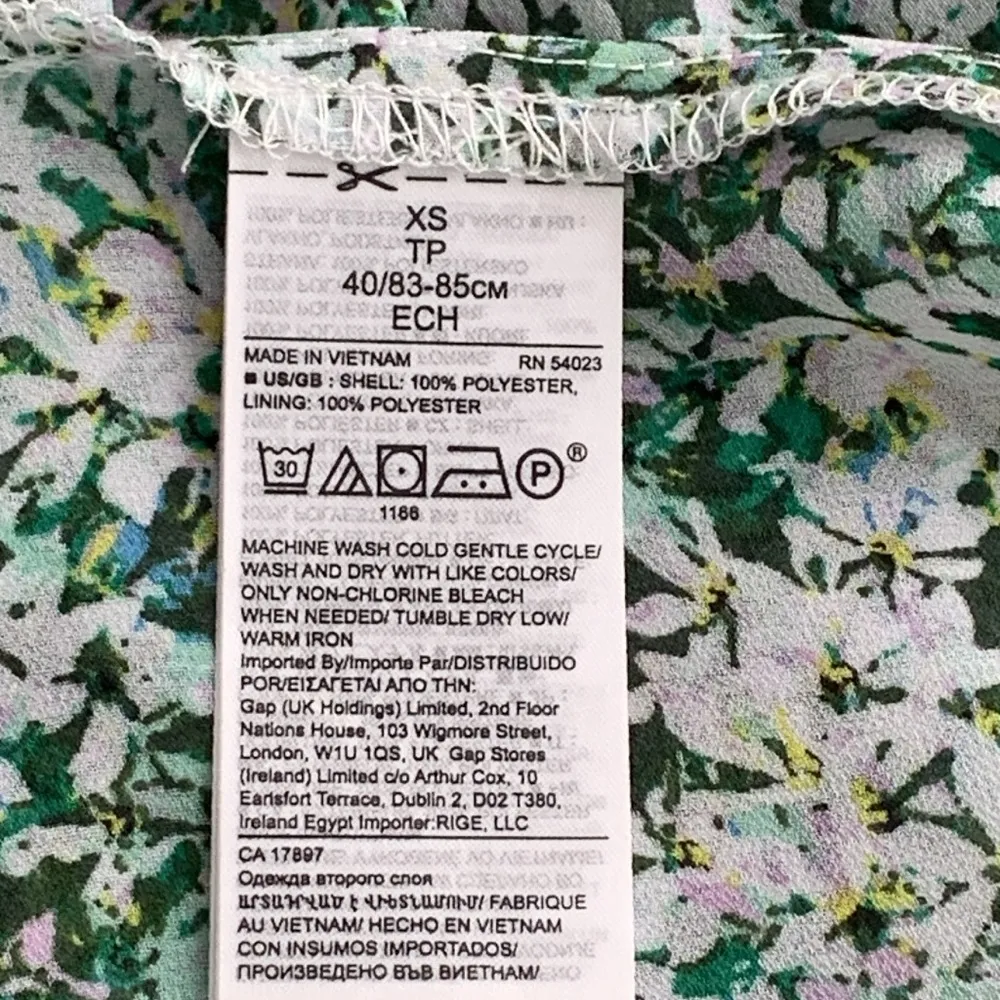 XS
TP
40/83-85CM
ECH
MADE IN VIETNAM RN 54023
■ US/GB : SHELL: 100% POLYESTER,
LINING: 100% POLYESTER
30 P®
1166
MACHINE WASH COLD GENTLE CYCLE/
WASH AND DRY WITH LIKE COLORS/
ONLY NON-CHLORINE BLEACH
WHEN NEEDED/ TUMBLE DRY LOW/
WARM IRON
Imported By/Importe Par/DISTRIBUIDO
POR/ΕΙΣΑΓΕΤΑΙ ΑΠΟ ΤΗΝ:
Gap (UK Holdings) Limited, 2nd Floor
Nations House, 103 Wigmore Street,
London, W1U 1QS, UK Gap Stores
(Ireland) Limited c/o Arthur Cox, 10
Earlsfort Terrace, Dublin 2, D02 T380,
Ireland Egypt Importer:RIGE, LLC
CA 17897
Одежда второго слоя
ԱՐՏԱԴՐՎԱԾ Է ՎԻԵՏՆԱՄՈՒՄ/ FABRIQUÉ
AU VIETNAM/ HECHO EN VIETNAM
CON INSUMOS IMPORTADOS/
ПРОИЗВЕДЕНО ВЪВ ВИЕТНАМ/